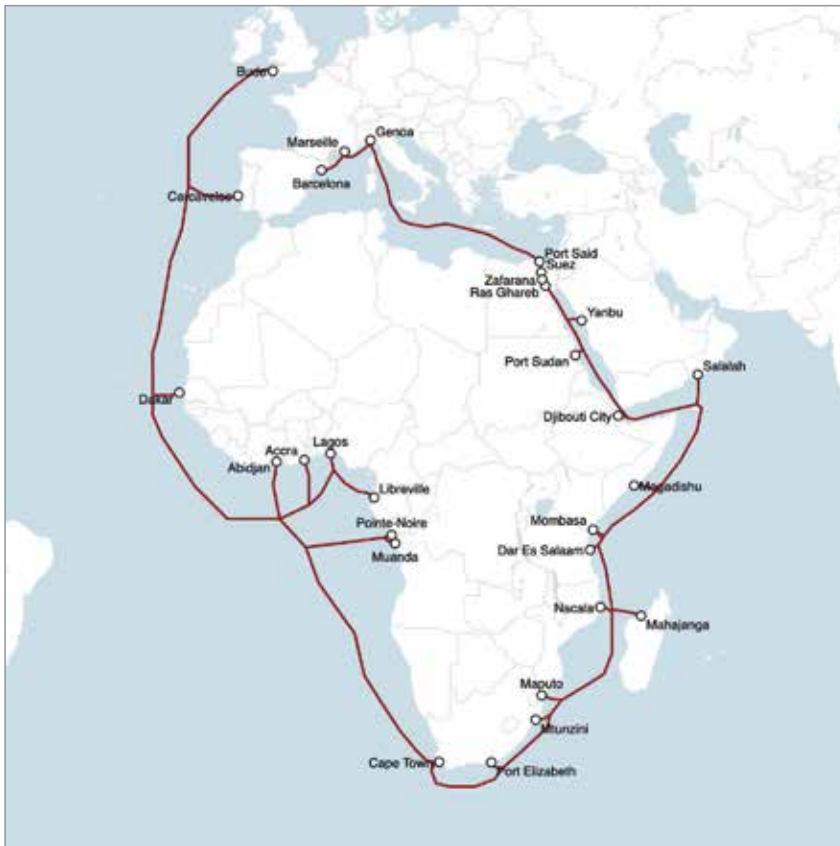 Bude
Genoa
Marseille
Barcelona
Carcavelos
Port Said
Suez
Zafarana
Ras Ghareb
Yanbu
Port Sudan
Salalah
Dakar
Djibouti City
Lagos
Accra
Abidjan
Libreville
Mogadishu
Pointe-Noire
Mombasa
Muanda
Dar Es Salaam
Nacala
Mahajanga
Maputo
Mtunzini
Cape Town
Port Elizabeth